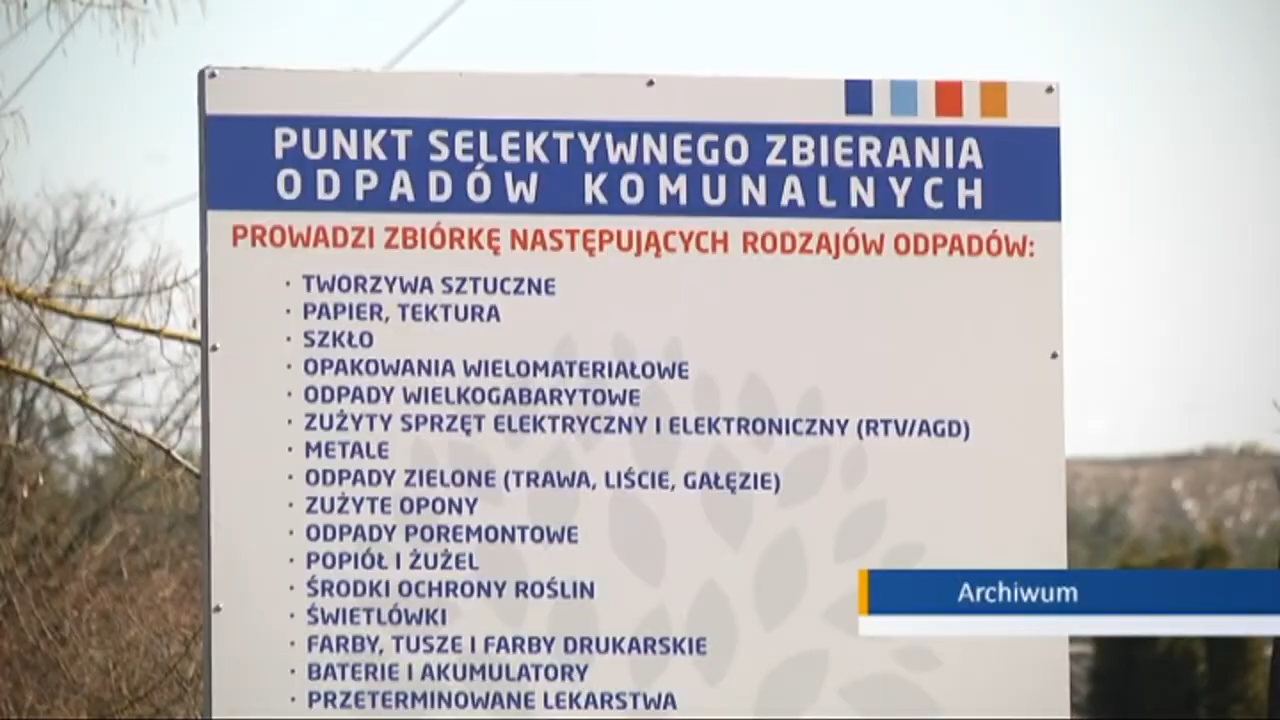 PUNKT SELEKTYWNEGO ZBIERANIA
ODPADÓW KOMUNALNYCH
PROWADZI ZBIÓRKĘ NASTĘPUJĄCYCH RODZAJÓW ODPADÓW:
· TWORZYWA SZTUCZNE
· PAPIER, TEKTURA
· SZKŁO
· OPAKOWANIA WIELOMATERIAŁOWE
· ODPADY WIELKOGABARYTOWE
· ZUŻYTY SPRZĘT ELEKTRYCZNY I ELEKTRONICZNY (RTV/AGD)
· METALE
· ODPADY ZIELONE (TRAWA, LIŚCIE, GAŁĘZIE)
· ZUŻYTE OPONY
· ODPADY POREMONTOWE
· POPIÓŁ I ŻUŻEL
· ŚRODKI OCHRONY ROŚLIN
· ŚWIETLÓWKI
· FARBY, TUSZE I FARBY DRUKARSKIE
· BATERIE I AKUMULATORY
· PRZETERMINOWANE LEKARSTWA
Archiwum